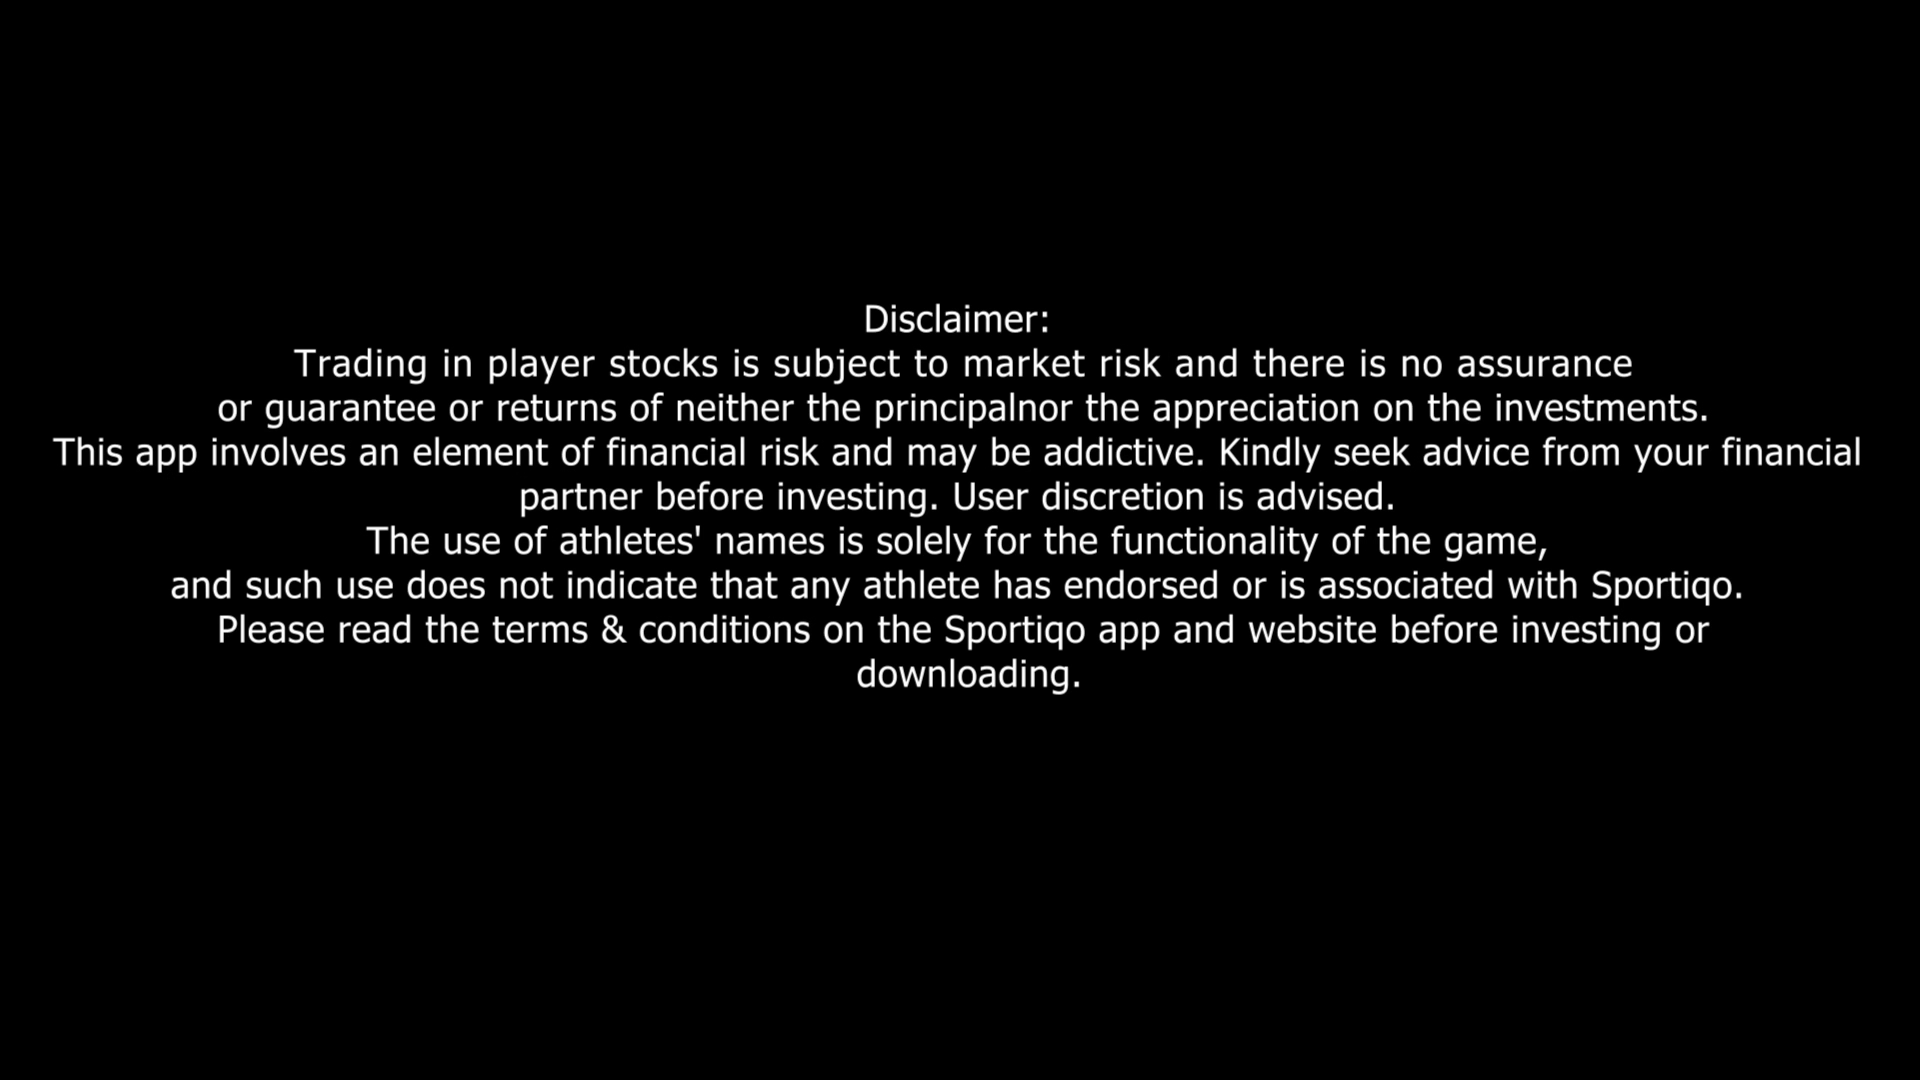 Disclaimer:
Trading in player stocks is subject to market risk and there is no assurance
or guarantee or returns of neither the principalnor the appreciation on the investments.
This app involves an element of financial risk and may be addictive. Kindly seek advice from your financial
partner before investing. User discretion is advised.
The use of athletes' names is solely for the functionality of the game,
and such use does not indicate that any athlete has endorsed or is associated with Sportiqo.
Please read the terms & conditions on the Sportiqo app and website before investing or
downloading.